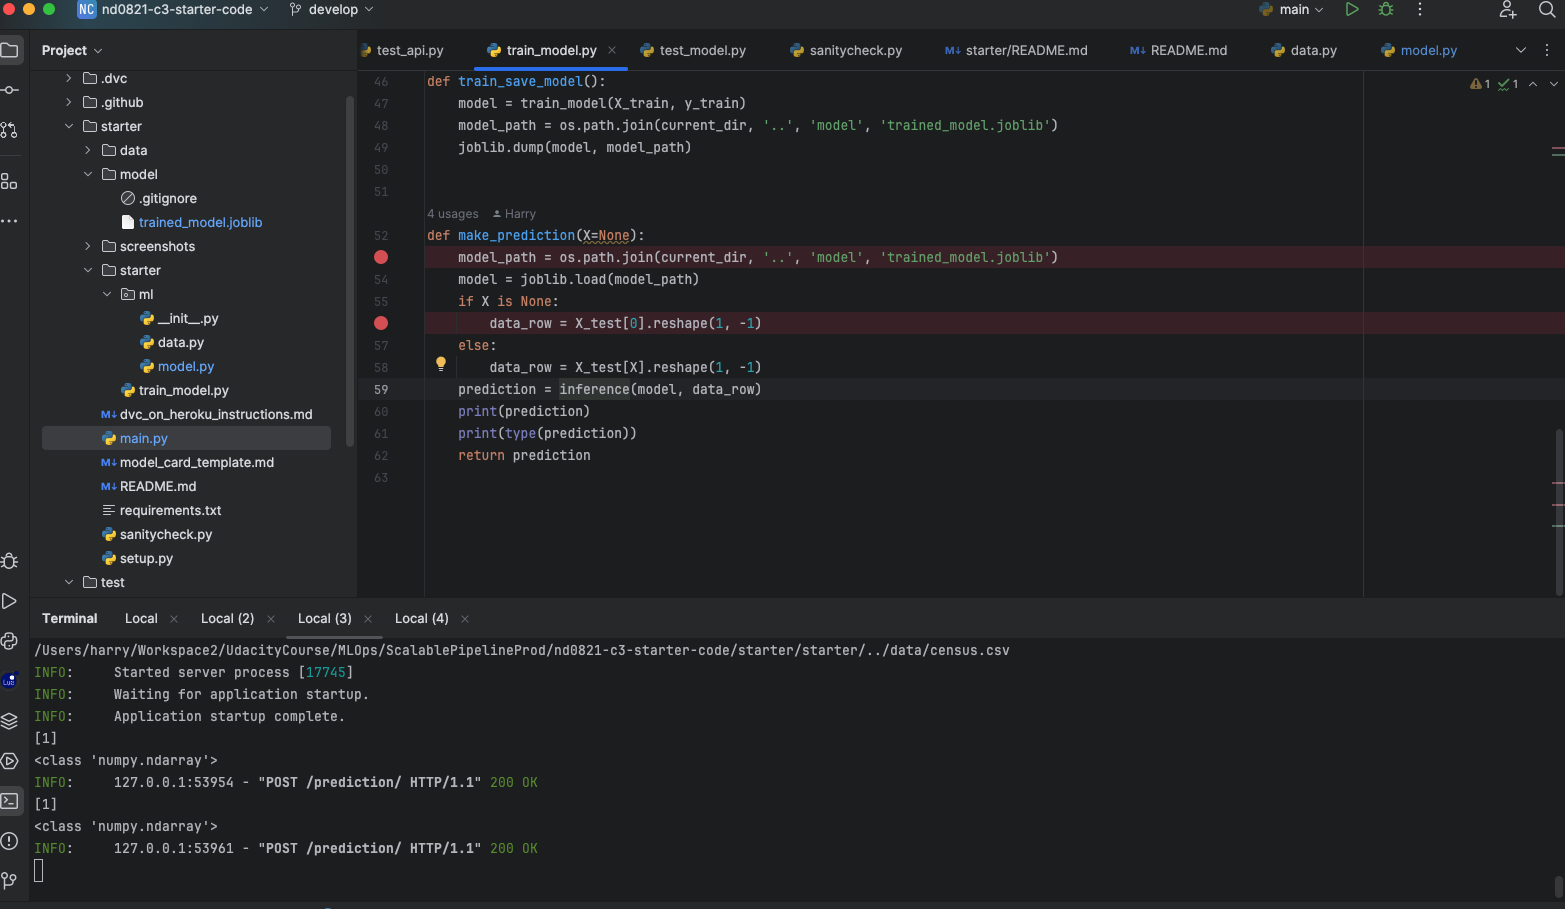 NC nd0821-c3-starter-code develop main
Project
test_api.py train_model.py test_model.py sanitycheck.py M↓ starter/README.md M↓ README.md data.py model.py
.dvc
.github
starter
data
model
.gitignore
trained_model.joblib
screenshots
starter
ml
__init__.py
data.py
model.py
train_model.py
M↓ dvc_on_heroku_instructions.md
main.py
M↓ model_card_template.md
M↓ README.md
requirements.txt
sanitycheck.py
setup.py
test
1 1
46 def train_save_model():
47 model = train_model(X_train, y_train)
48 model_path = os.path.join(current_dir, '..', 'model', 'trained_model.joblib')
49 joblib.dump(model, model_path)
50
51
4 usages Harry
52 def make_prediction(X=None):
model_path = os.path.join(current_dir, '..', 'model', 'trained_model.joblib')
54 model = joblib.load(model_path)
55 if X is None:
data_row = X_test[0].reshape(1, -1)
57 else:
58 data_row = X_test[X].reshape(1, -1)
59 prediction = inference(model, data_row)
60 print(prediction)
61 print(type(prediction))
62 return prediction
63
Terminal Local Local (2) Local (3) Local (4)
/Users/harry/Workspace2/UdacityCourse/MLOps/ScalablePipelineProd/nd0821-c3-starter-code/starter/starter/../data/census.csv
INFO: Started server process [17745]
INFO: Waiting for application startup.
INFO: Application startup complete.
[1]
<class 'numpy.ndarray'>
INFO: 127.0.0.1:53954 - "POST /prediction/ HTTP/1.1" 200 OK
[1]
<class 'numpy.ndarray'>
INFO: 127.0.0.1:53961 - "POST /prediction/ HTTP/1.1" 200 OK